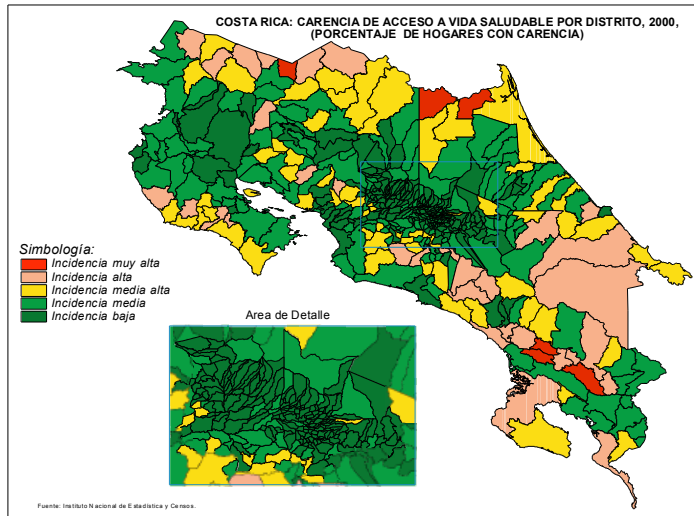 COSTA RICA: CARENCIA DE ACCESO A VIDA SALUDABLE POR DISTRITO, 2000,
(PORCENTAJE DE HOGARES CON CARENCIA)
Simbología:
Incidencia muy alta
Incidencia alta
Incidencia media alta
Incidencia media
Incidencia baja
Area de Detalle
Fuente: Instituto Nacional de Estadística y Censos.